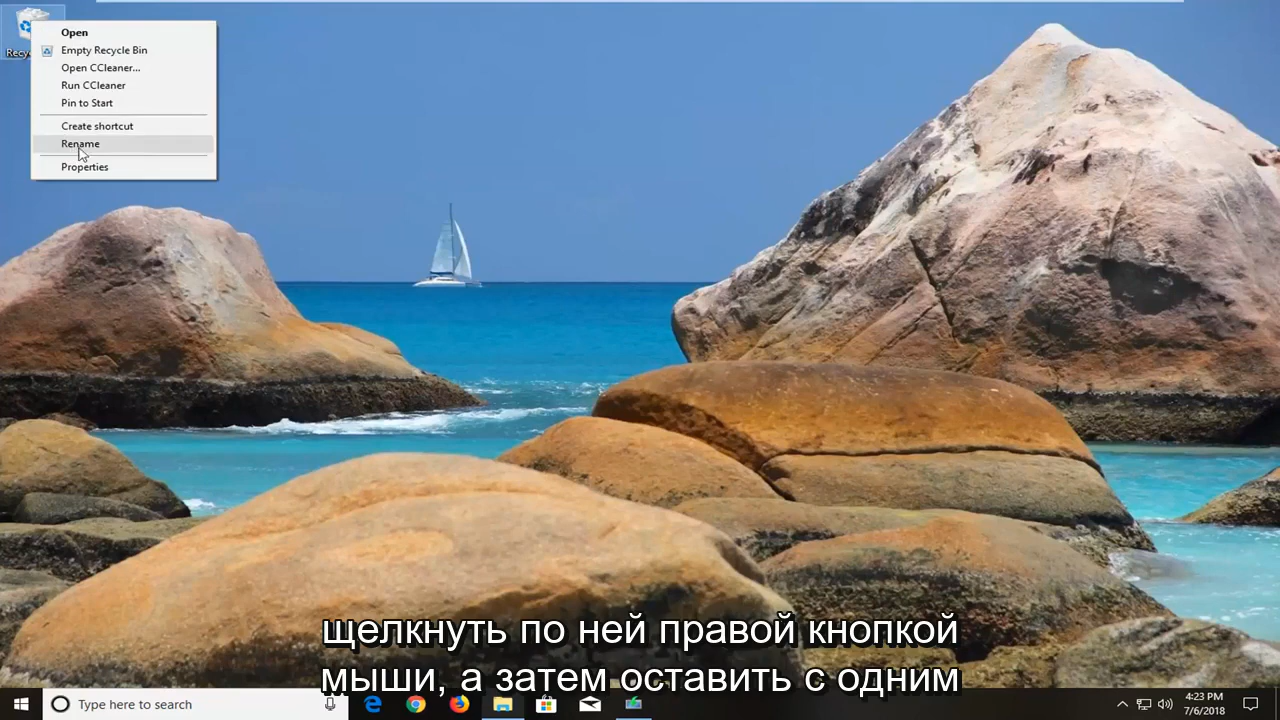 Open
Empty Recycle Bin
Open CCleaner...
Run CCleaner
Pin to Start
Create shortcut
Rename
Properties
щелкнуть по ней правой кнопкой
мыши, а затем оставить с одним
Type here to search
4:23 PM
7/6/2018